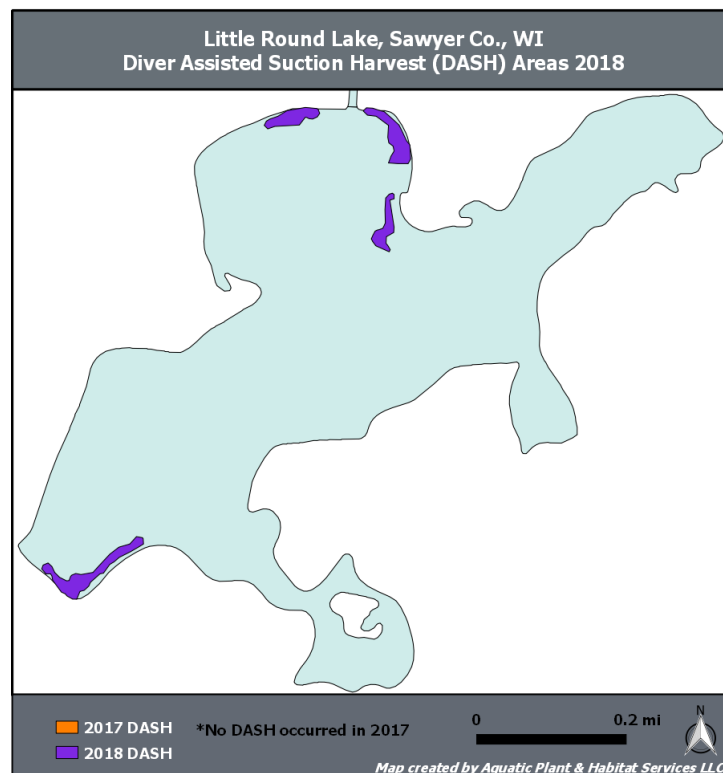 Little Round Lake, Sawyer Co., WI
Diver Assisted Suction Harvest (DASH) Areas 2018
2017 DASH *No DASH occurred in 2017
2018 DASH
0 0.2 mi
N
Map created by Aquatic Plant & Habitat Services LLC